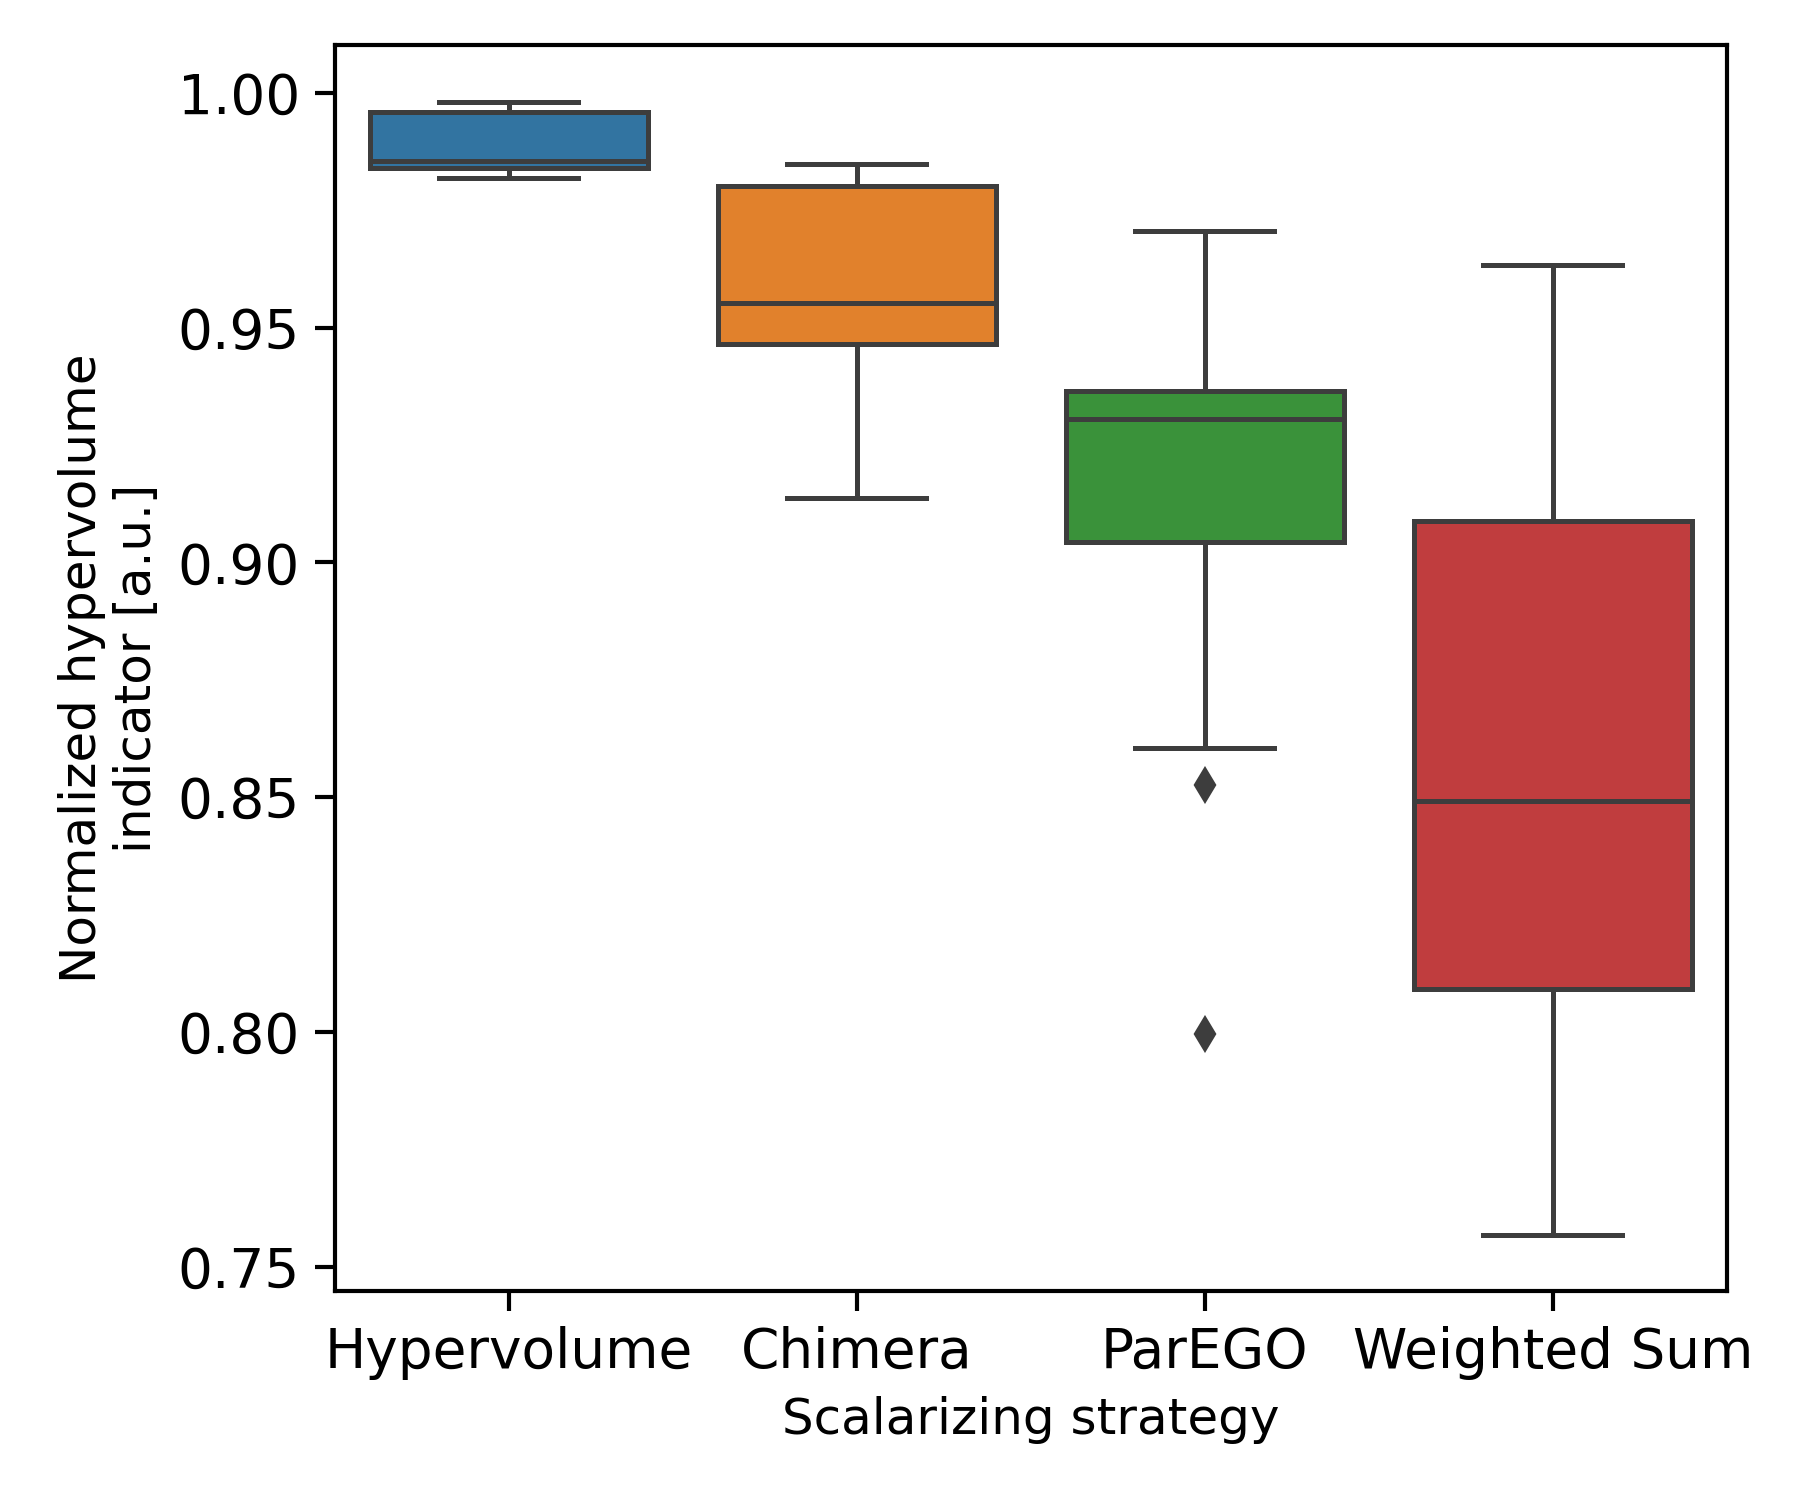 Normalized hypervolume
indicator [a.u.]
1.00
0.95
0.90
0.85
0.80
0.75
Hypervolume Chimera ParEGO Weighted Sum
Scalarizing strategy